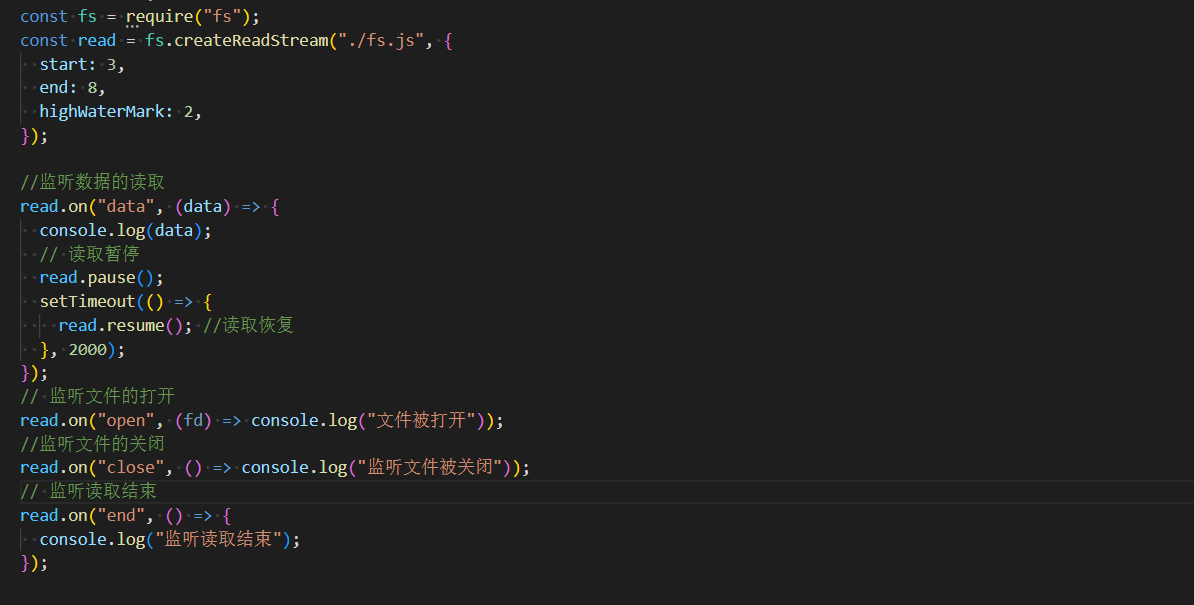 const fs = require("fs");
const read = fs.createReadStream("./fs.js", {
  start: 3,
  end: 8,
  highWaterMark: 2,
});

//监听数据的读取
read.on("data", (data) => {
  console.log(data);
  // 读取暂停
  read.pause();
  setTimeout(() => {
    read.resume(); //读取恢复
  }, 2000);
});
// 监听文件的打开
read.on("open", (fd) => console.log("文件被打开"));
//监听文件的关闭
read.on("close", () => console.log("监听文件被关闭"));
// 监听读取结束
read.on("end", () => {
  console.log("监听读取结束");
});